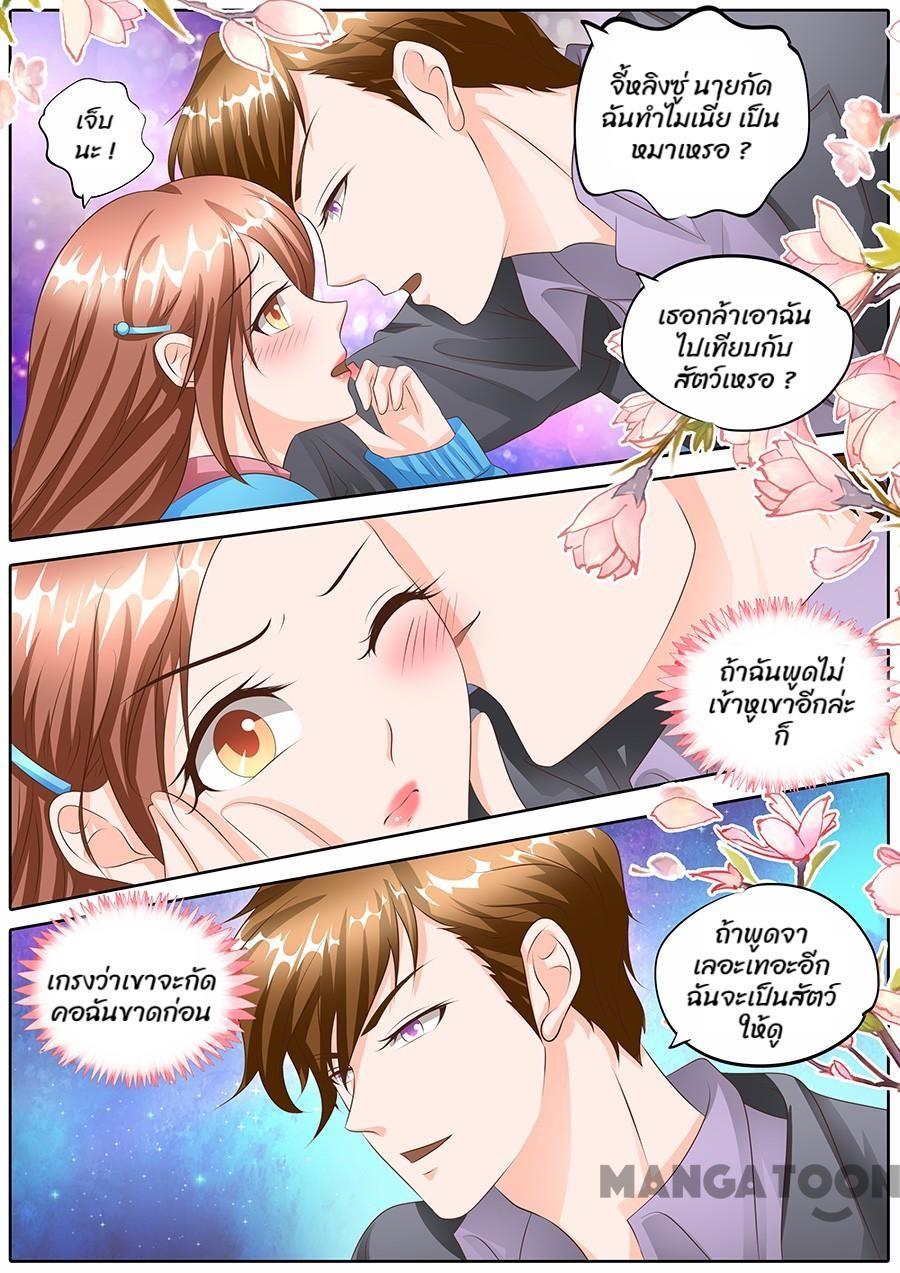 เจ็บ
นะ !
จี้หลิงซู่ นายกัด
ฉันทำไมเนี่ย เป็น
หมาเหรอ ?
เธอกล้าเอาฉัน
ไปเทียบกับ
สัตว์เหรอ ?
ถ้าฉันพูดไม่
เข้าหูเขาอีกล่ะ
ก็
เกรงว่าเขาจะกัด
คอฉันขาดก่อน
ถ้าพูดจา
เลอะเทอะอีก
ฉันจะเป็นสัตว์
ให้ดู
MANGATOON